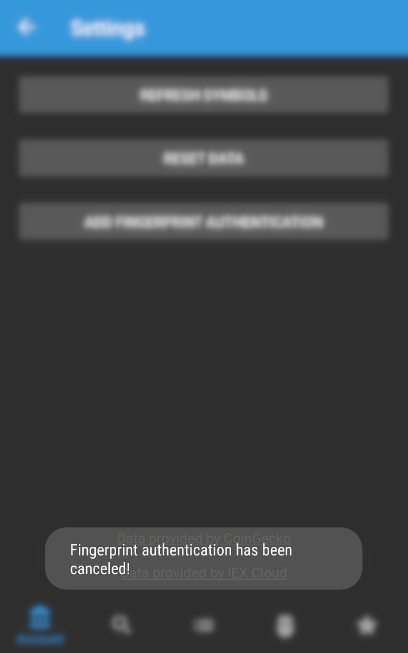 Settings
REFRESH SYMBOLS
RESET DATA
ADD FINGERPRINT AUTHENTICATION
Data provided by CoinGecko
Fingerprint authentication has been
canceled!
Data provided by IEX Cloud
Account